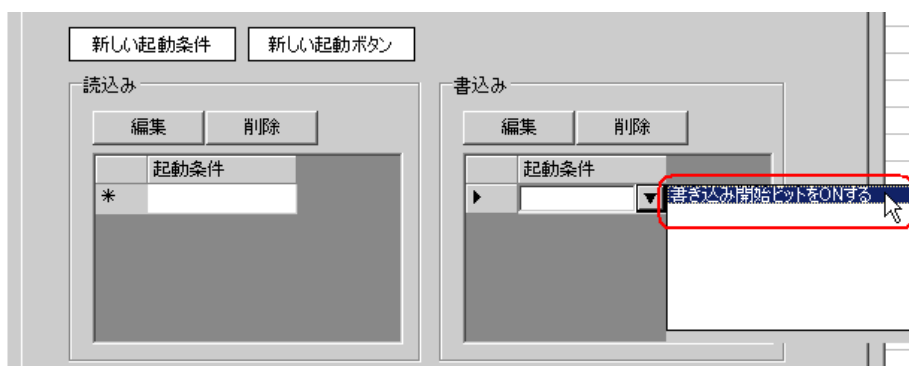 新しい起動条件 新しい起動ボタン
読込み
編集 削除
起動条件
*
書込み
編集 削除
起動条件
書き込み開始ビットをONする